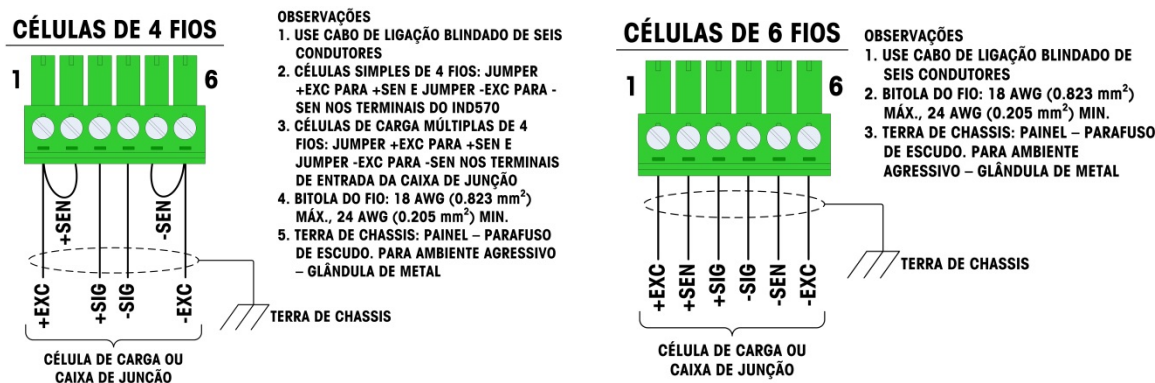 CÉLULAS DE 4 FIOS
1
6
+SEN
-SEN
+EXC
+SIG
-SIG
-EXC
TERRA DE CHASSIS
CÉLULA DE CARGA OU
CAIXA DE JUNCÃO
OBSERVAÇÕES
1. USE CABO DE LIGAÇÃO BLINDADO DE SEIS
CONDUTORES
2. CÉLULAS SIMPLES DE 4 FIOS: JUMPER
+EXC PARA +SEN E JUMPER -EXC PARA -
SEN NOS TERMINAIS DO IND570
3. CÉLULAS DE CARGA MÚLTIPLAS DE 4
FIOS: JUMPER +EXC PARA +SEN E
JUMPER -EXC PARA -SEN NOS TERMINAIS
DE ENTRADA DA CAIXA DE JUNÇÃO
4. BITOLA DO FIO: 18 AWG (0.823 mm²)
MÁX., 24 AWG (0.205 mm²) MIN.
5. TERRA DE CHASSIS: PAINEL – PARAFUSO
DE ESCUDO. PARA AMBIENTE AGRESSIVO
– GLÂNDULA DE METAL
CÉLULAS DE 6 FIOS
1
6
+EXC
+SEN
+SIG
-SIG
-SEN
-EXC
TERRA DE CHASSIS
CÉLULA DE CARGA OU
CAIXA DE JUNÇÃO
OBSERVAÇÕES
1. USE CABO DE LIGAÇÃO BLINDADO DE
SEIS CONDUTORES
2. BITOLA DO FIO: 18 AWG (0.823 mm²)
MÁX., 24 AWG (0.205 mm²) MIN.
3. TERRA DE CHASSIS: PAINEL – PARAFUSO
DE ESCUDO. PARA AMBIENTE
AGRESSIVO – GLÂNDULA DE METAL